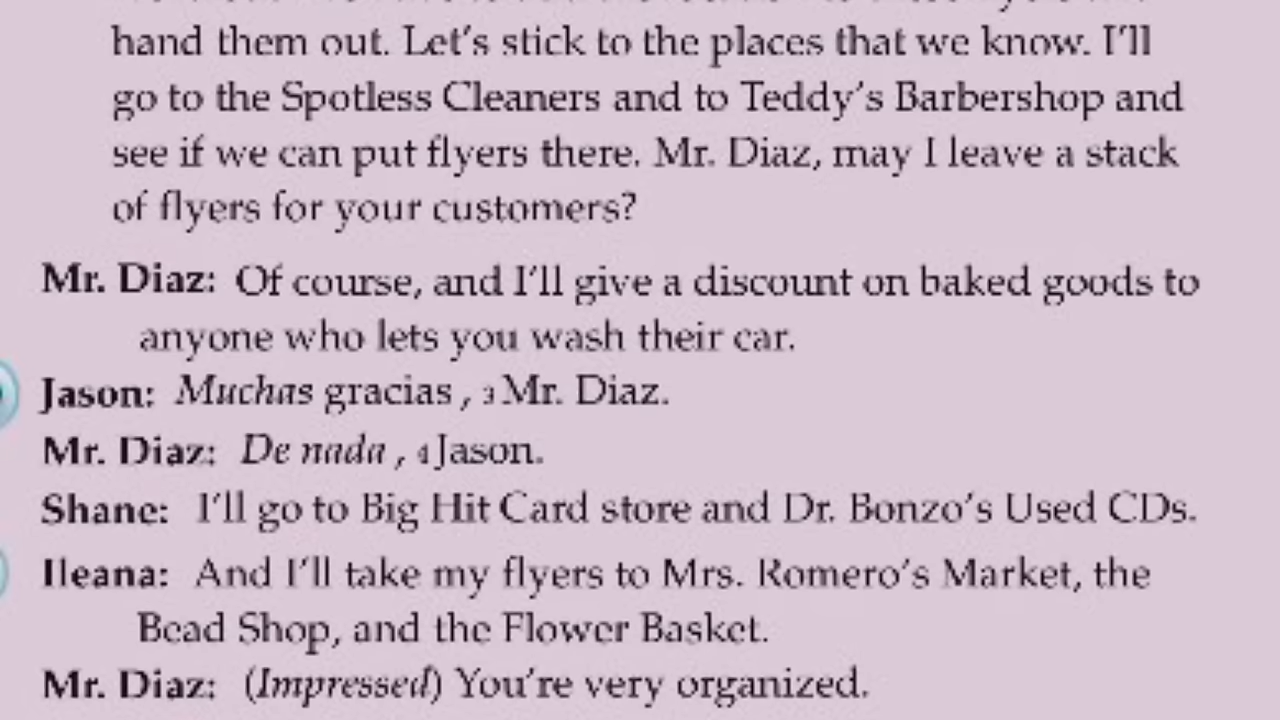 hand them out. Let's stick to the places that we know. I'll
go to the Spotless Cleaners and to Teddy's Barbershop and
see if we can put flyers there. Mr. Diaz, may I leave a stack
of flyers for your customers?
Mr. Diaz: Of course, and I'll give a discount on baked goods to
anyone who lets you wash their car.
Jason: Muchas gracias , 3 Mr. Diaz.
Mr. Diaz: De nada , 4 Jason.
Shane: I'll go to Big Hit Card store and Dr. Bonzo's Used CDs.
Ileana: And I'll take my flyers to Mrs. Romero's Market, the
Bead Shop, and the Flower Basket.
Mr. Diaz: (Impressed) You're very organized.